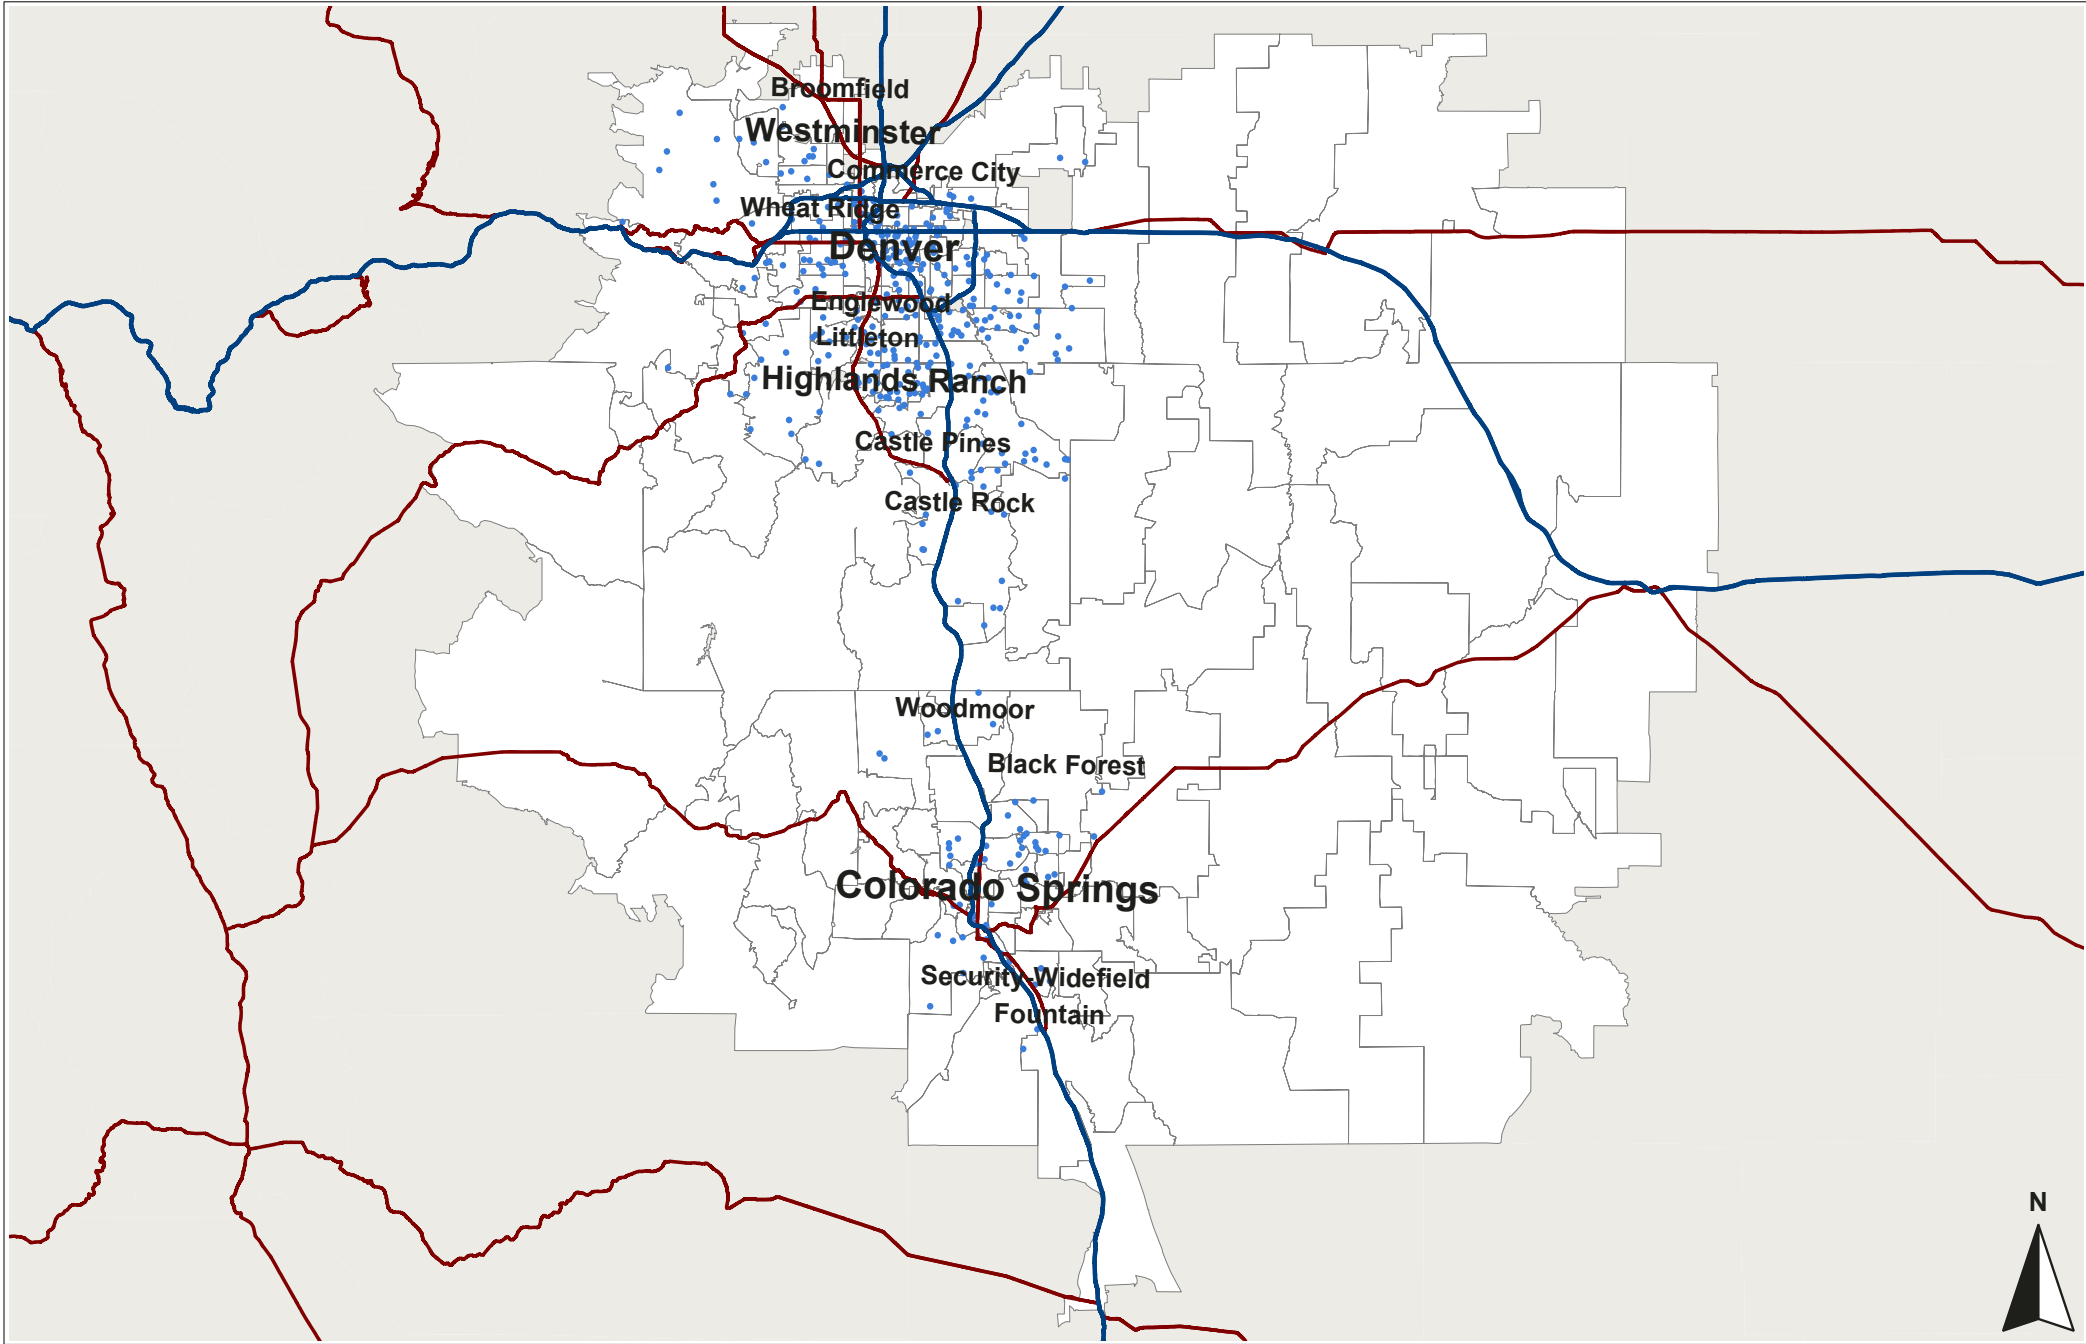 Broomfield
Westminster
Commerce City
Wheat Ridge
Denver
Englewood
Littleton
Highlands Ranch
Castle Pines
Castle Rock
Woodmoor
Black Forest
Colorado Springs
Security-Widefield
Fountain
N